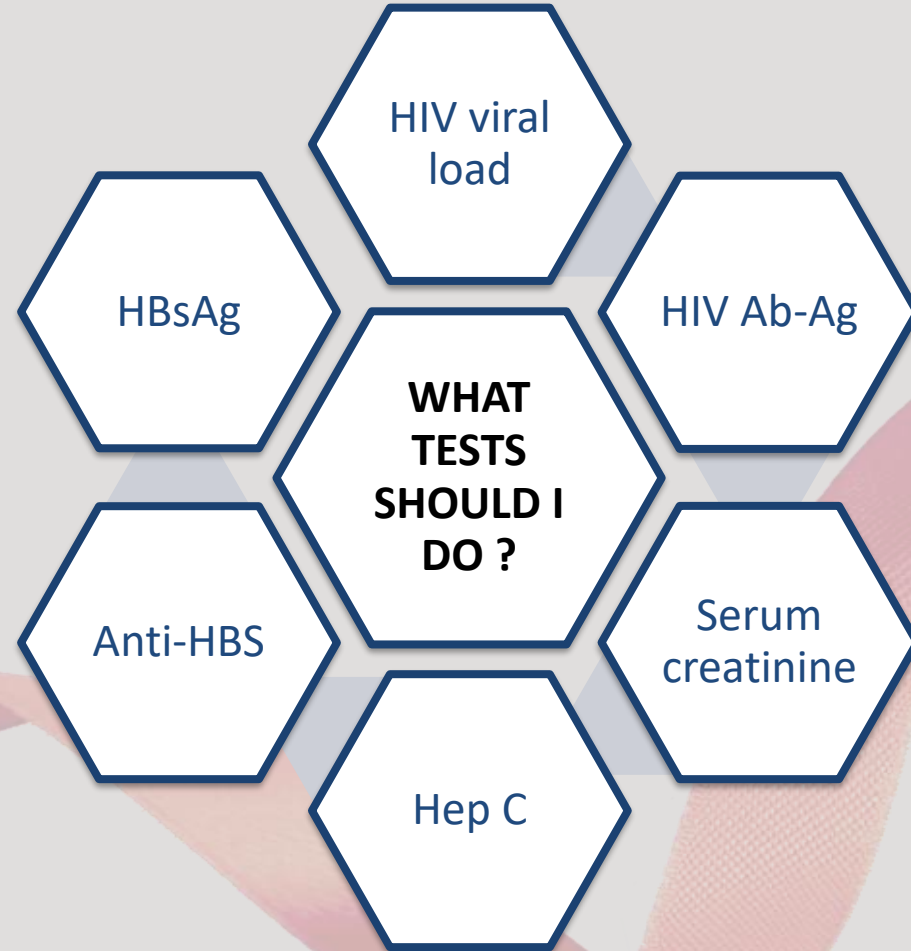 HIV viral
load
HBsAg
HIV Ab-Ag
WHAT
TESTS
SHOULD I
DO ?
Anti-HBS
Serum
creatinine
Hep C